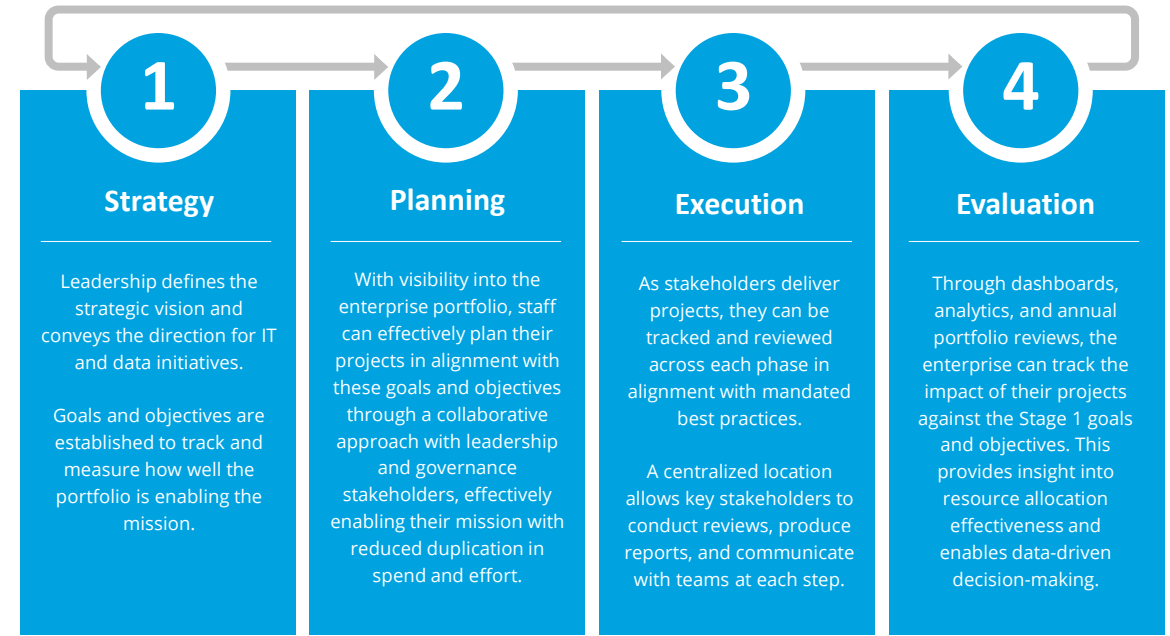 1
Strategy
Leadership defines the
strategic vision and
conveys the direction for IT
and data initiatives.
Goals and objectives are
established to track and
measure how well the
portfolio is enabling the
mission.
2
Planning
With visibility into the
enterprise portfolio, staff
can effectively plan their
projects in alignment with
these goals and objectives
through a collaborative
approach with leadership
and governance
stakeholders, effectively
enabling their mission with
reduced duplication in
spend and effort.
3
Execution
As stakeholders deliver
projects, they can be
tracked and reviewed
across each phase in
alignment with mandated
best practices.
A centralized location
allows key stakeholders to
conduct reviews, produce
reports, and communicate
with teams at each step.
4
Evaluation
Through dashboards,
analytics, and annual
portfolio reviews, the
enterprise can track the
impact of their projects
against the Stage 1 goals
and objectives. This
provides insight into
resource allocation
effectiveness and
enables data-driven
decision-making.